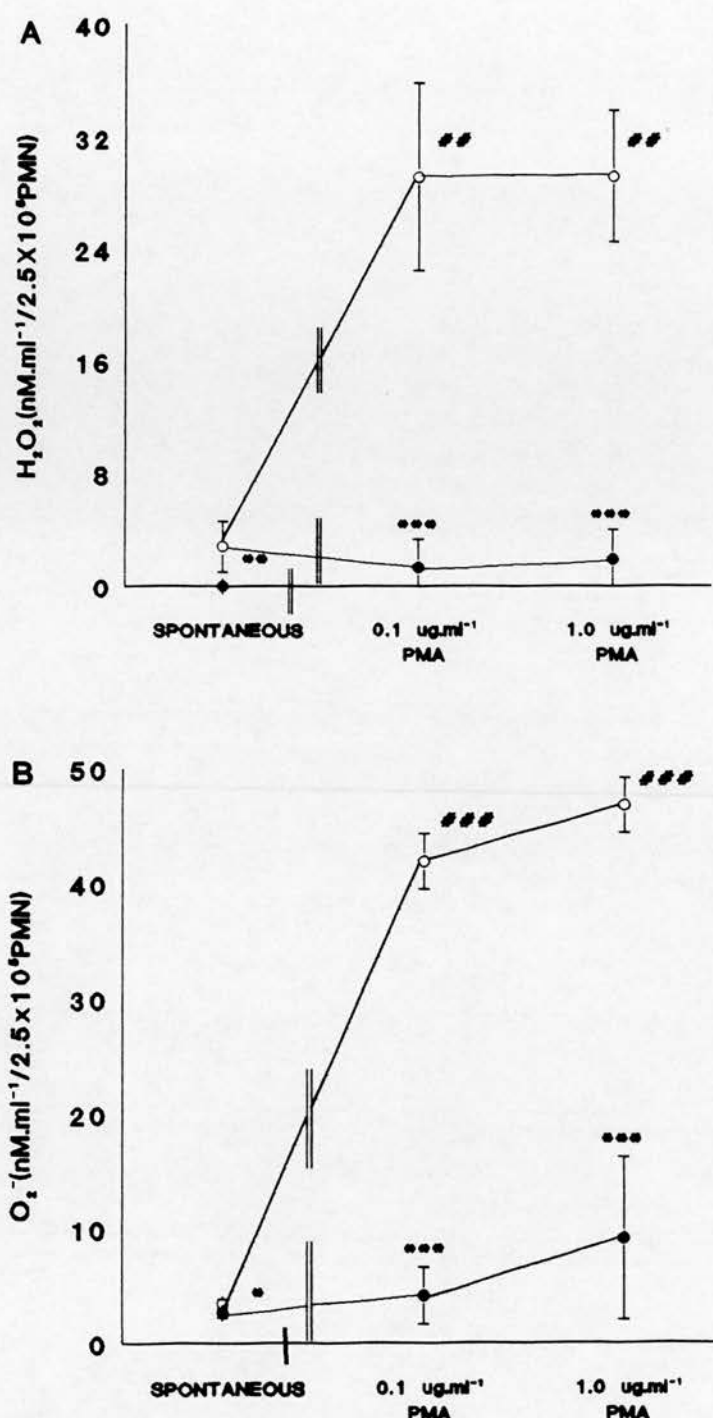 A
40
32
24
16
8
0
H₂O₂(nM.ml⁻¹/2.5X10⁶PMN)
##
##
**
***
***
SPONTANEOUS
0.1 ug.ml⁻¹
PMA
1.0 ug.ml⁻¹
PMA
B
50
40
30
20
10
0
O₂⁻(nM.ml⁻¹/2.5x10⁵PMN)
###
###
*
***
***
SPONTANEOUS
0.1 ug.ml⁻¹
PMA
1.0 ug.ml⁻¹
PMA